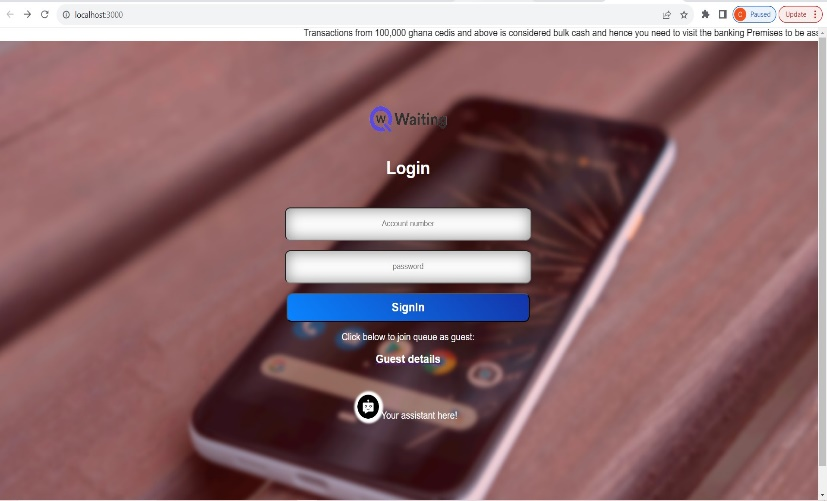 localhost:3000
C Paused
Update
Transactions from 100,000 ghana cedis and above is considered bulk cash and hence you need to visit the banking Premises to be ass
W Waiting
Login
Account number
password
SignIn
Click below to join queue as guest:
Guest details
Your assistant here!